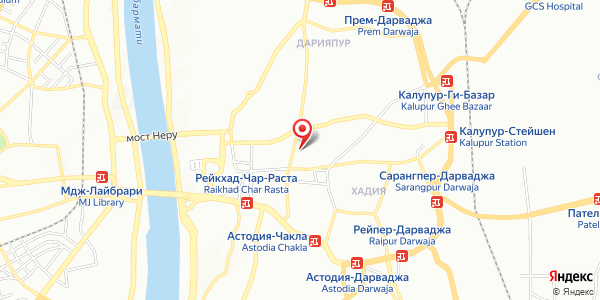 GCS Hospital
Прем-Дарваджа
Prem Darwaja
ДАРИЯПУР
Калупур-Ги-Базар
Kalupur Ghee Bazaar
мост Неру
Калупур-Стейшен
Kalupur Station
Рейкхад-Чар-Раста
Raikhad Char Rasta
Сарангпер-Дарваджа
Sarangpur Darwaja
Мдж-Лайбрари
MJ Library
ХАДИЯ
Пател
Patel
Астодия-Чакла
Astodia Chakla
Рейпер-Дарваджа
Raipur Darwaja
Астодия-Дарваджа
Astodia Darwaja
Яндекс
© Яндекс